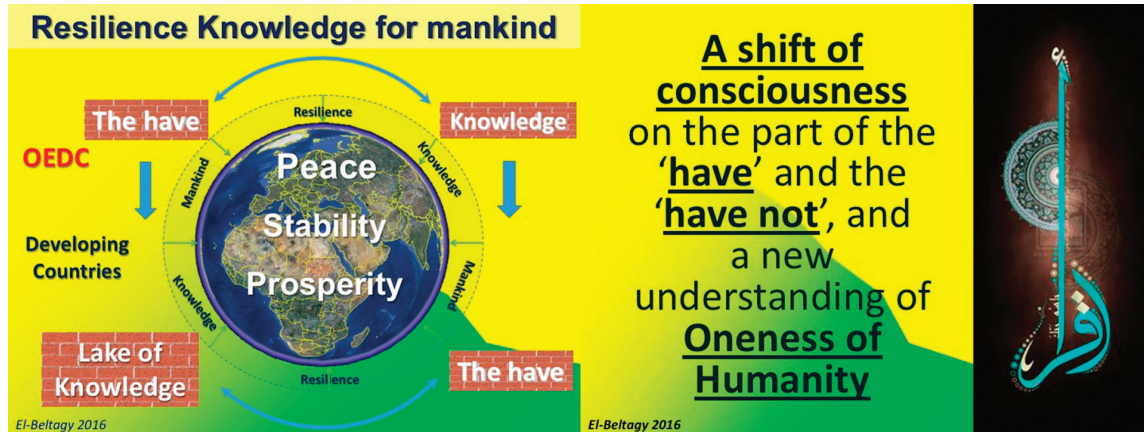 Resilience Knowledge for mankind
The have
Knowledge
OEDC
Developing
Countries
Lake of
Knowledge
The have
Resilience
Knowledge
Mankind
Resilience
Knowledge
Mankind
Peace
Stability
Prosperity
El-Beltagy 2016
A shift of
consciousness
on the part of the
‘have’ and the
‘have not’, and
a new
understanding of
Oneness of
Humanity
El-Beltagy 2016
إقرأ